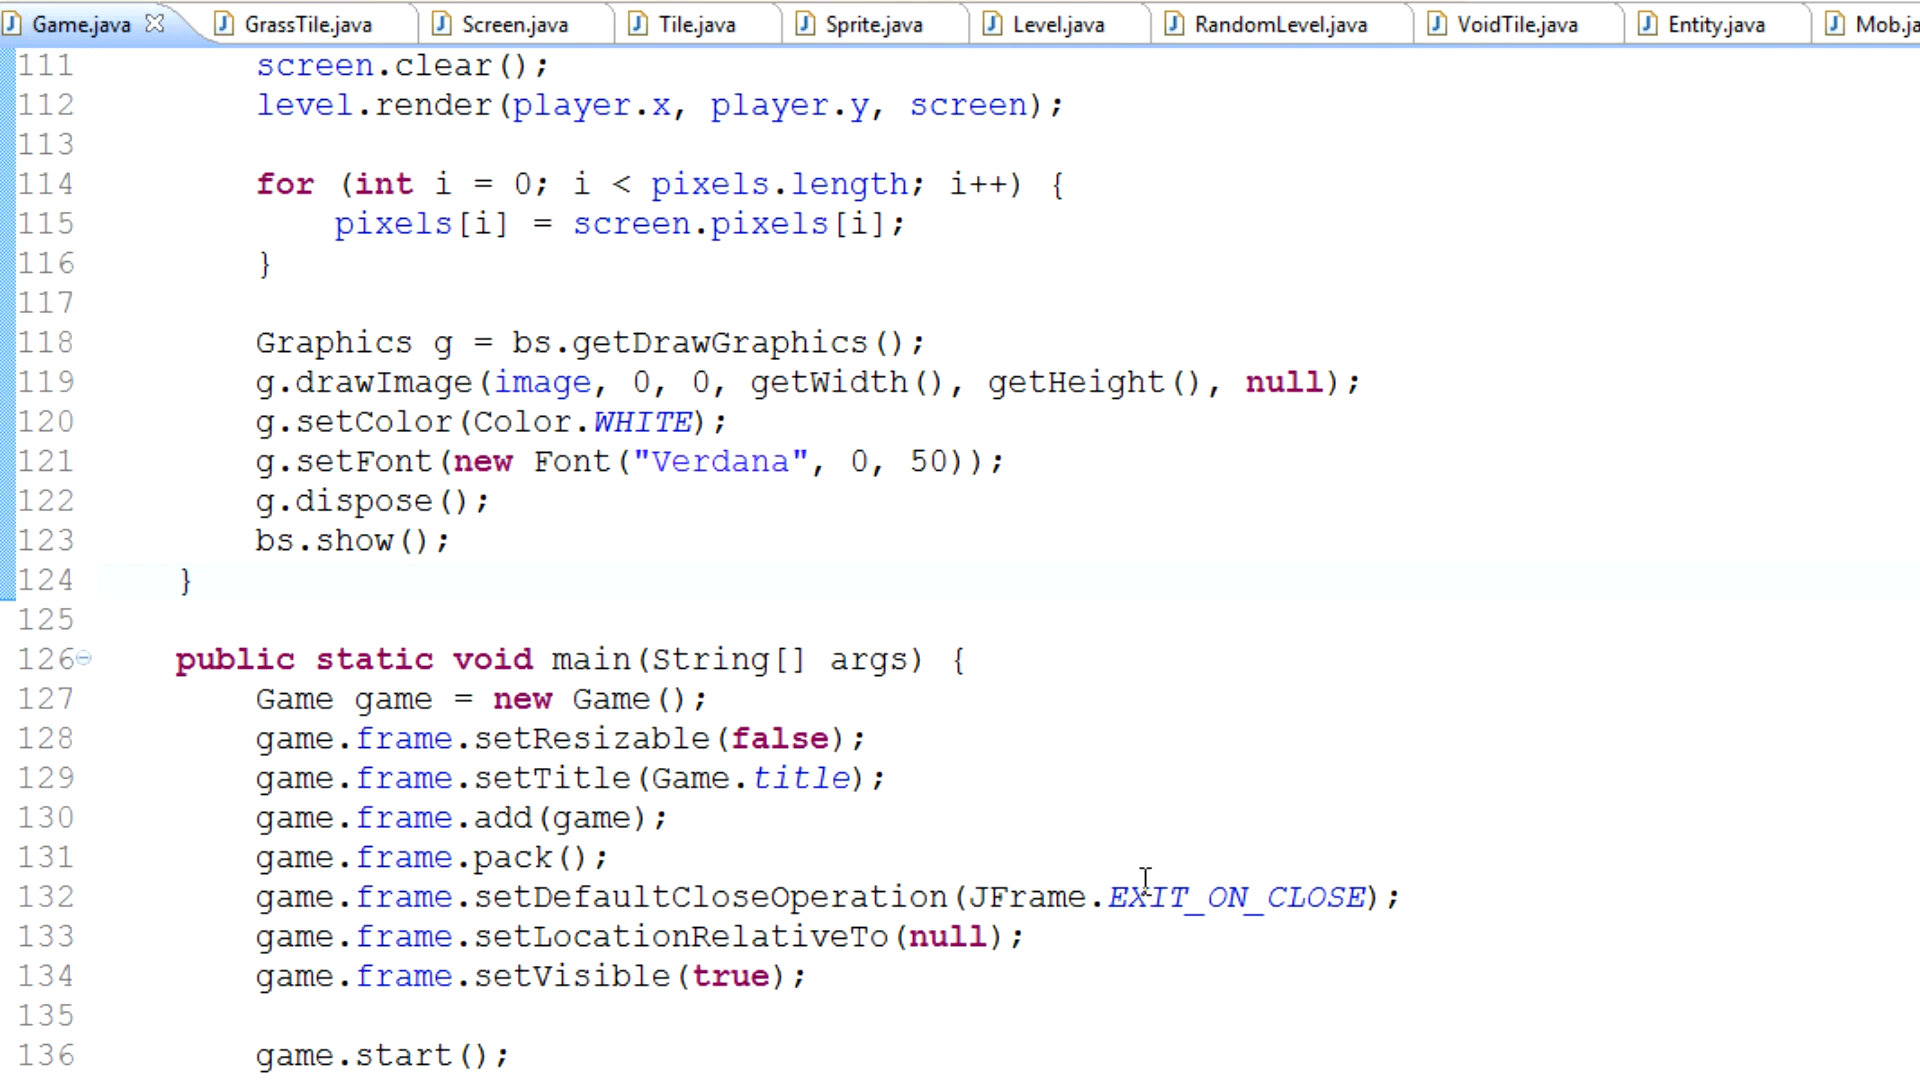 Game.java GrassTile.java Screen.java Tile.java Sprite.java Level.java RandomLevel.java VoidTile.java Entity.java Mob.ja
111 screen.clear();
112 level.render(player.x, player.y, screen);
113
114 for (int i = 0; i < pixels.length; i++) {
115 pixels[i] = screen.pixels[i];
116 }
117
118 Graphics g = bs.getDrawGraphics();
119 g.drawImage(image, 0, 0, getWidth(), getHeight(), null);
120 g.setColor(Color.WHITE);
121 g.setFont(new Font("Verdana", 0, 50));
122 g.dispose();
123 bs.show();
124 }
125
126 public static void main(String[] args) {
127 Game game = new Game();
128 game.frame.setResizable(false);
129 game.frame.setTitle(Game.title);
130 game.frame.add(game);
131 game.frame.pack();
132 game.frame.setDefaultCloseOperation(JFrame.EXIT_ON_CLOSE);
133 game.frame.setLocationRelativeTo(null);
134 game.frame.setVisible(true);
135
136 game.start();